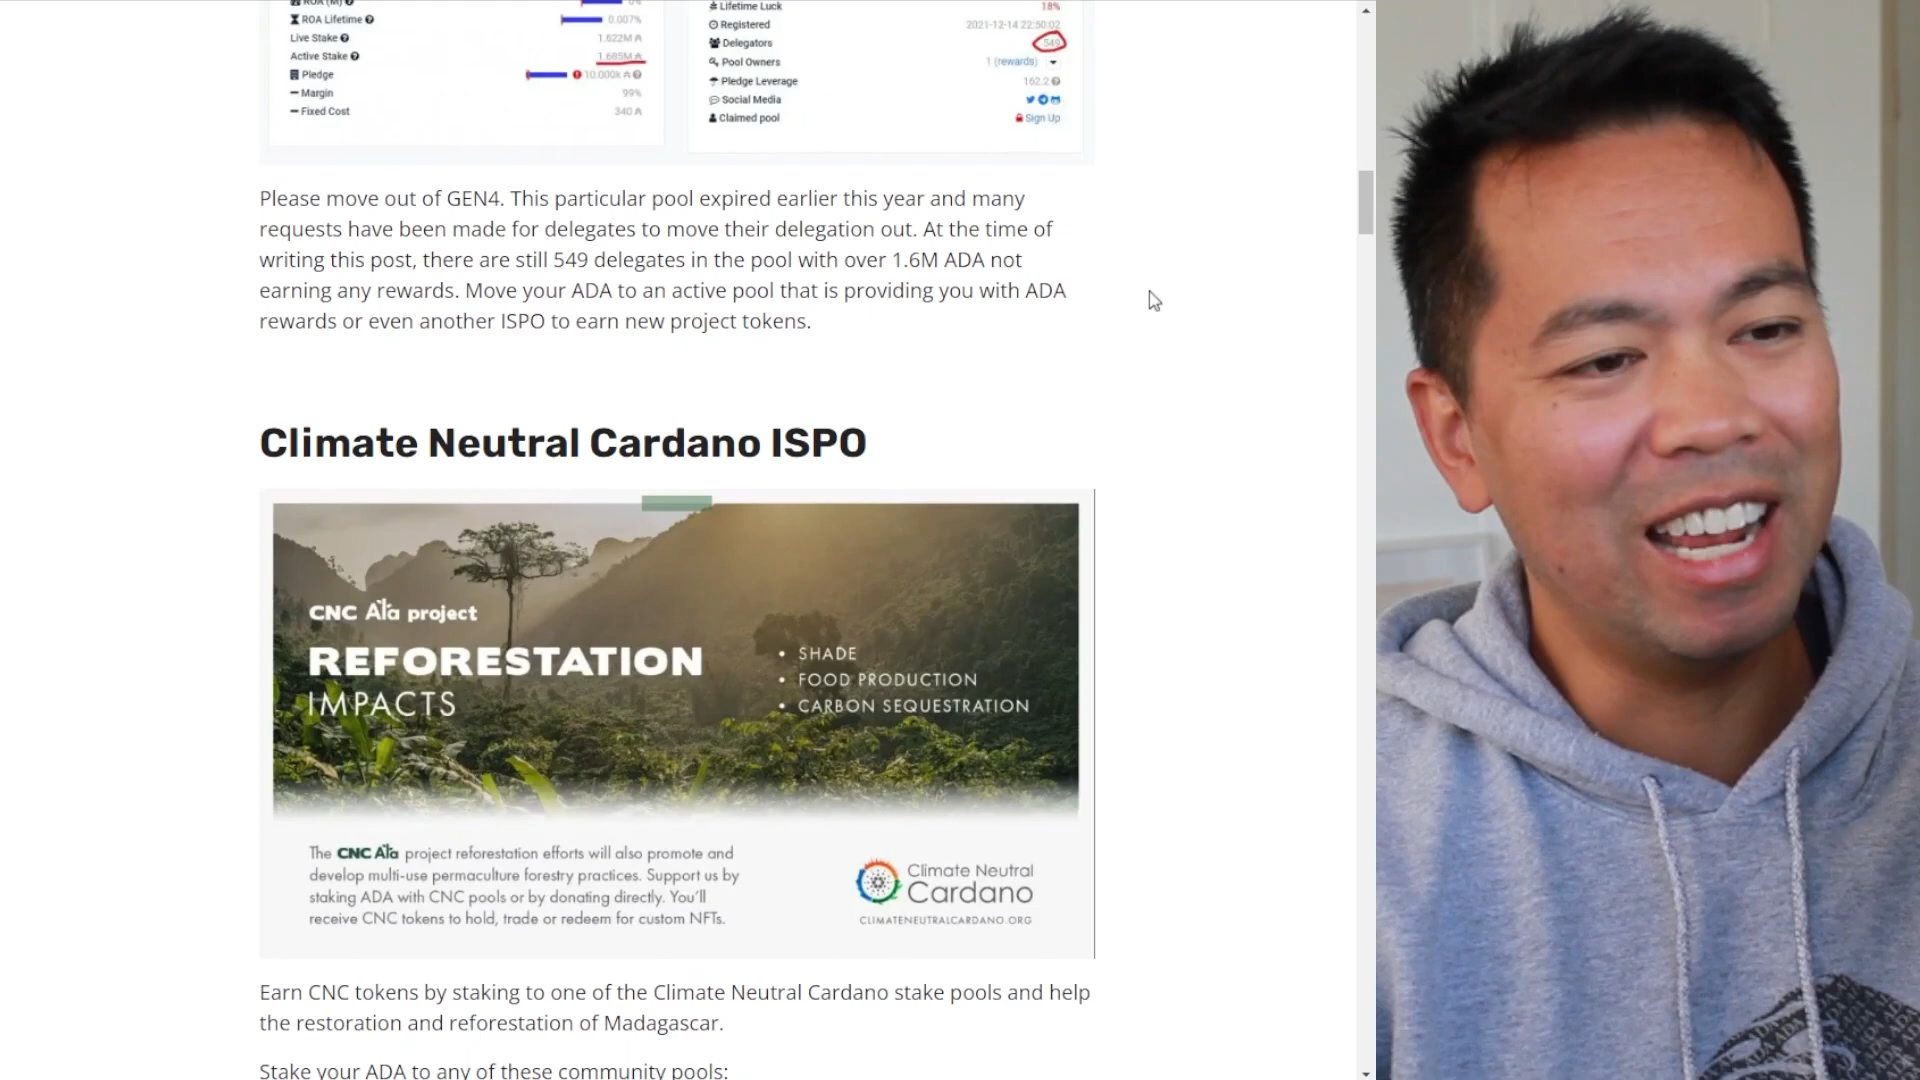 ROA (M)
0%
ROA Lifetime
0.007%
Live Stake
1.622M
Active Stake
1.685M
Pledge
10.000k
Margin
99%
Fixed Cost
340
Lifetime Luck
18%
Registered
2021-12-14 22:50:02
Delegators
549
Pool Owners
1 (rewards)
Pledge Leverage
162.2
Social Media
Claimed pool
Sign Up
Please move out of GEN4. This particular pool expired earlier this year and many
requests have been made for delegates to move their delegation out. At the time of
writing this post, there are still 549 delegates in the pool with over 1.6M ADA not
earning any rewards. Move your ADA to an active pool that is providing you with ADA
rewards or even another ISPO to earn new project tokens.
Climate Neutral Cardano ISPO
CNC Ala project
REFORESTATION
IMPACTS
• SHADE
• FOOD PRODUCTION
• CARBON SEQUESTRATION
The CNC Ala project reforestation efforts will also promote and
develop multi-use permaculture forestry practices. Support us by
staking ADA with CNC pools or by donating directly. You'll
receive CNC tokens to hold, trade or redeem for custom NFTs.
Climate Neutral
Cardano
CLIMATENEUTRALCARDANO.ORG
Earn CNC tokens by staking to one of the Climate Neutral Cardano stake pools and help
the restoration and reforestation of Madagascar.
Stake your ADA to any of these community pools: